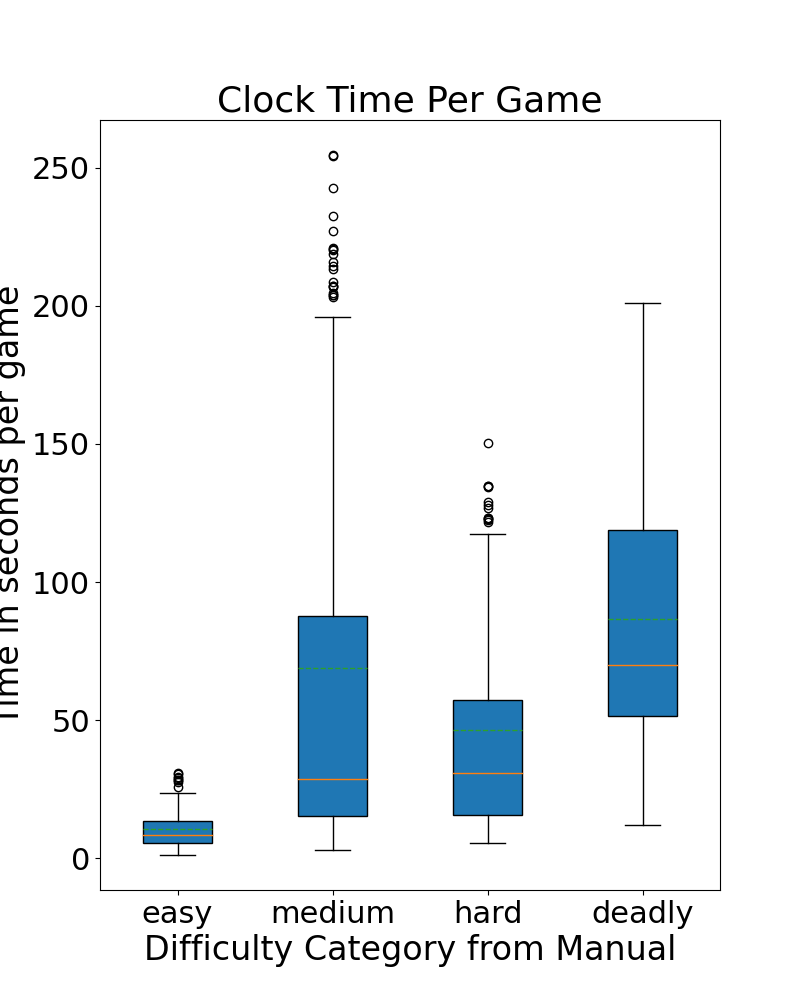 Clock Time Per Game
250
200
150
100
50
0
Time in seconds per game
easy medium hard deadly
Difficulty Category from Manual